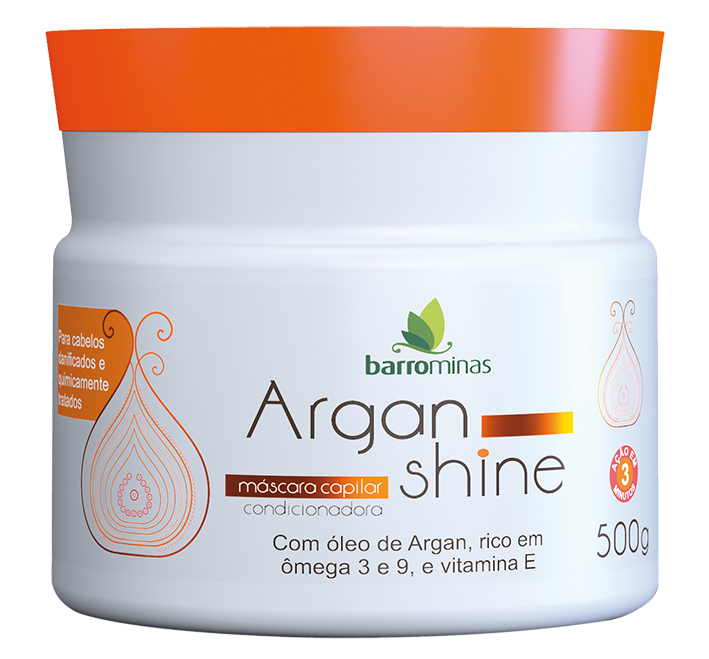 Para cabelos
danificados e
quimicamente
tratados
barrominas
Argan
shine
máscara capilar
condicionadora
Com óleo de Argan, rico em
ômega 3 e 9, e vitamina E
AÇÃO EM
3
MINUTOS
500g